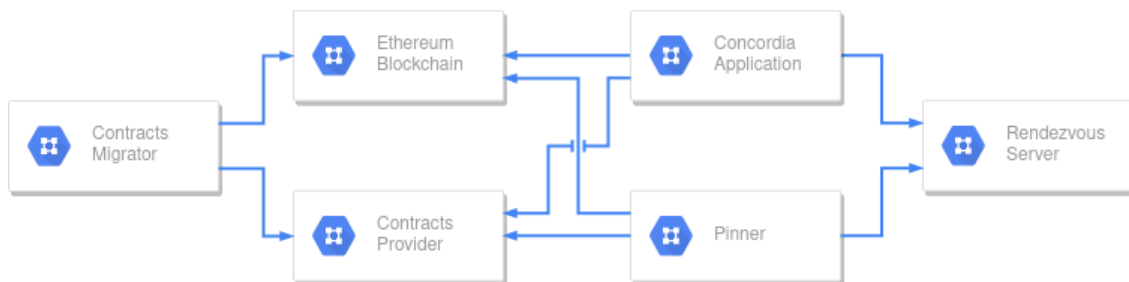 Ethereum
Blockchain
Concordia
Application
Contracts
Migrator
Rendezvous
Server
Contracts
Provider
Pinner